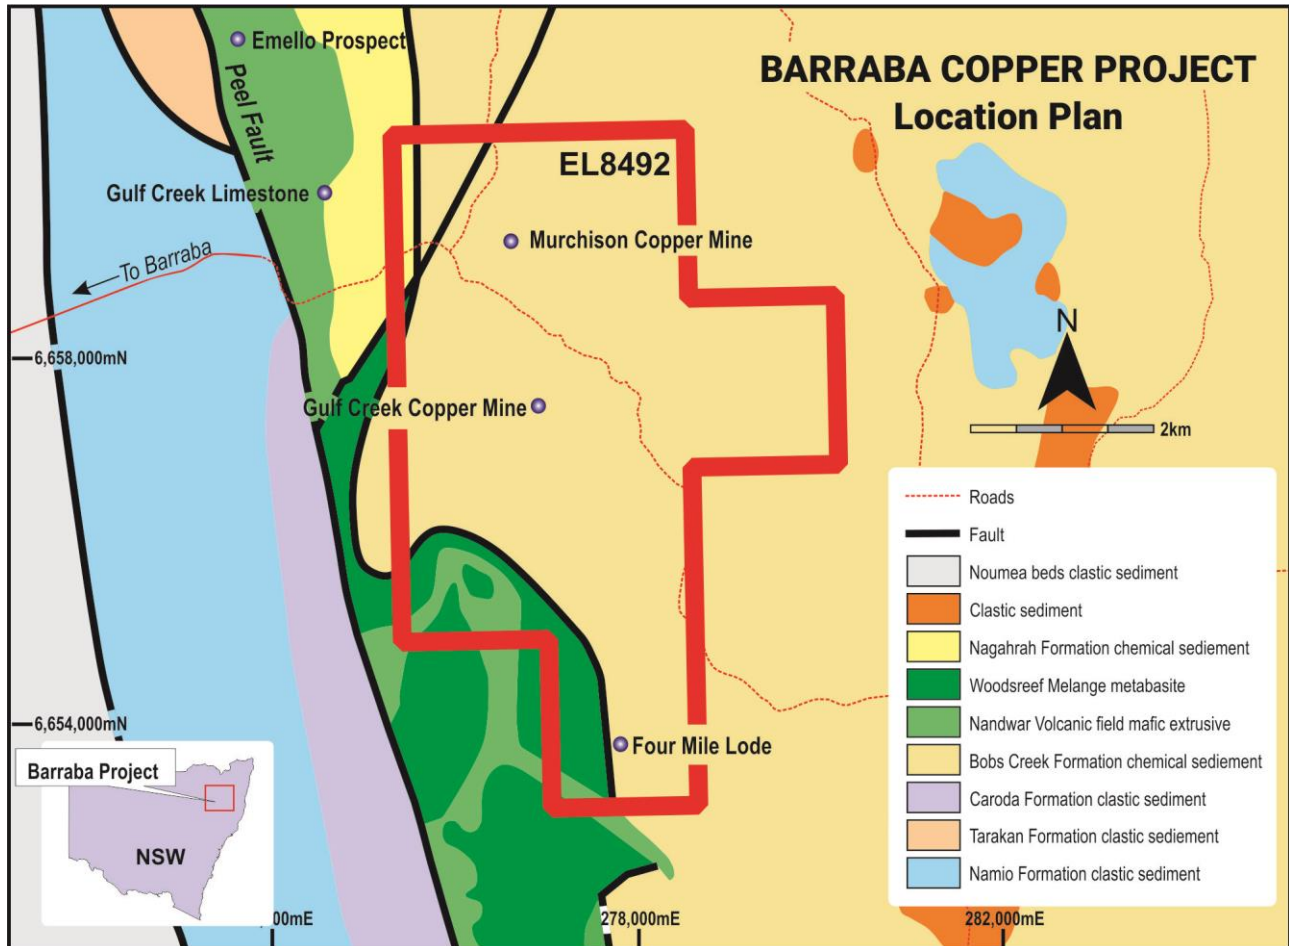 BARRABA COPPER PROJECT
Location Plan
Emello Prospect
Peel Fault
EL8492
Gulf Creek Limestone
Murchison Copper Mine
To Barraba
N
6,658,000mN
Gulf Creek Copper Mine
2km
Roads
Fault
Noumea beds clastic sediment
Clastic sediment
Nagahrah Formation chemical sediement
Woodsreef Melange metabasite
Nandwar Volcanic field mafic extrusive
Bobs Creek Formation chemical sediement
Caroda Formation clastic sediment
Tarakan Formation clastic sediement
Namio Formation clastic sediment
6,654,000mN
Four Mile Lode
Barraba Project
NSW
278,000mE
282,000mE